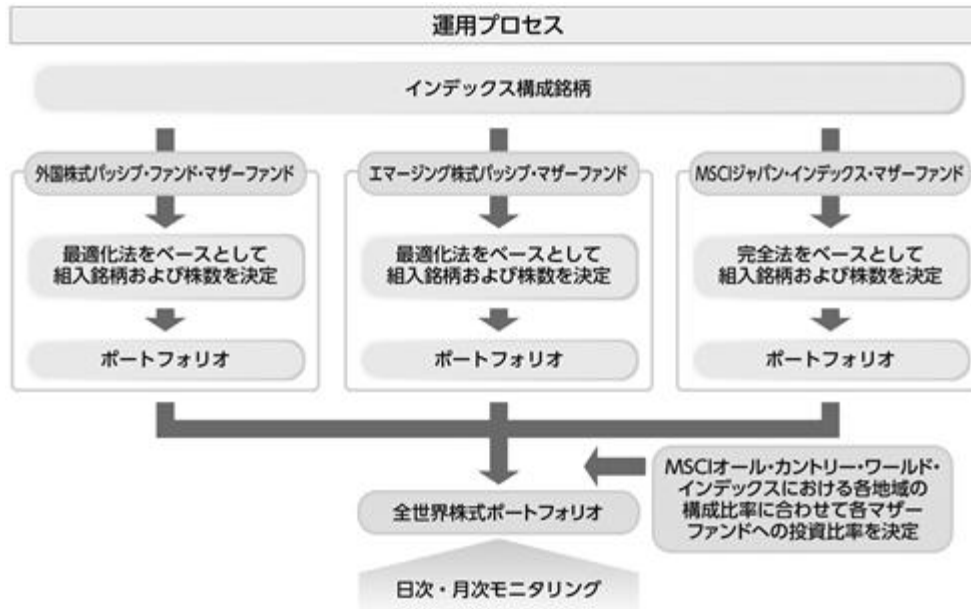 運用プロセス
インデックス構成銘柄
外国株式パッシブ・ファンド・マザーファンド
最適化法をベースとして
組入銘柄および株数を決定
ポートフォリオ
エマージング株式パッシブ・マザーファンド
最適化法をベースとして
組入銘柄および株数を決定
ポートフォリオ
MSCIジャパン・インデックス・マザーファンド
完全法をベースとして
組入銘柄および株数を決定
ポートフォリオ
MSCIオール・カントリー・ワールド・
インデックスにおける各地域の
構成比率に合わせて各マザー
ファンドへの投資比率を決定
全世界株式ポートフォリオ
日次・月次モニタリング